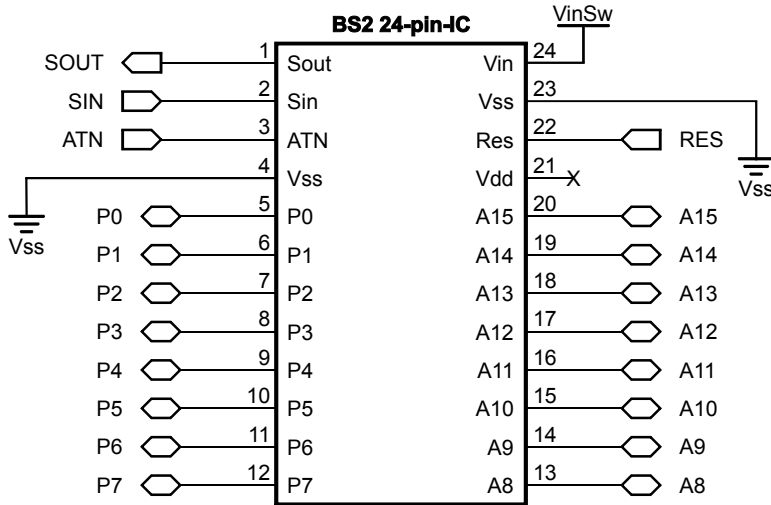 BS2 24-pin-IC
VinSw
SOUT 1 Sout Vin 24
SIN 2 Sin Vss 23
ATN 3 ATN Res 22 RES
4 Vss Vdd 21 X
Vss
Vss
P0 5 P0 A15 20 A15
P1 6 P1 A14 19 A14
P2 7 P2 A13 18 A13
P3 8 P3 A12 17 A12
P4 9 P4 A11 16 A11
P5 10 P5 A10 15 A10
P6 11 P6 A9 14 A9
P7 12 P7 A8 13 A8